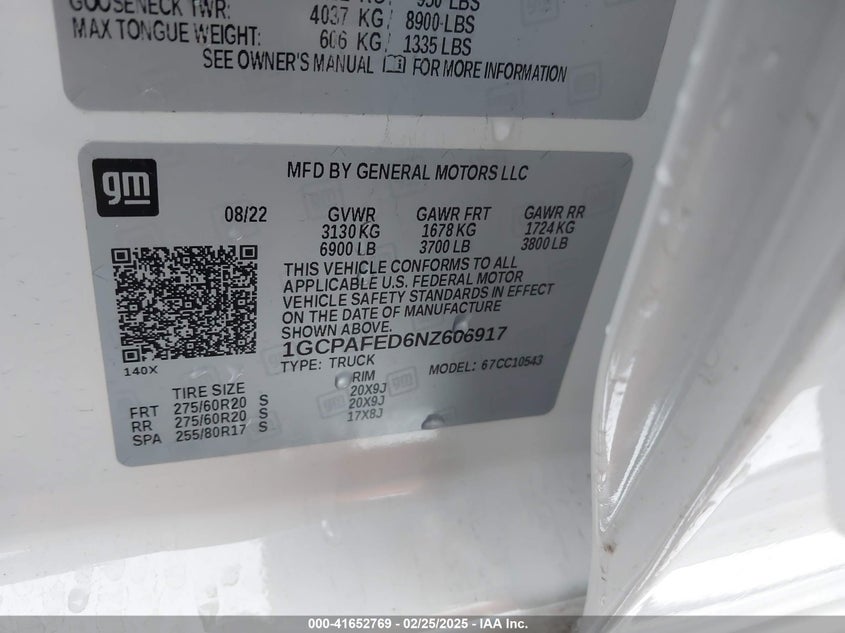 GOOSENECK TWR: 4037 KG/ 8900 LBS
MAX TONGUE WEIGHT: 606 KG/ 1335 LBS
SEE OWNER'S MANUAL FOR MORE INFORMATION
gm
MFD BY GENERAL MOTORS LLC
08/22 GVWR GAWR FRT GAWR RR
3130 KG 1678 KG 1724 KG
6900 LB 3700 LB 3800 LB
THIS VEHICLE CONFORMS TO ALL
APPLICABLE U.S. FEDERAL MOTOR
VEHICLE SAFETY STANDARDS IN EFFECT
ON THE DATE OF MANUFACTURE
SHOWN ABOVE.
1GCPAFED6NZ606917
140X
TYPE: TRUCK MODEL: 67CC10543
TIRE SIZE RIM
FRT 275/60R20 S 20X9J
RR 275/60R20 S 20X9J
SPA 255/80R17 S 17X8J
000-41652769 - 02/25/2025 - IAA Inc.